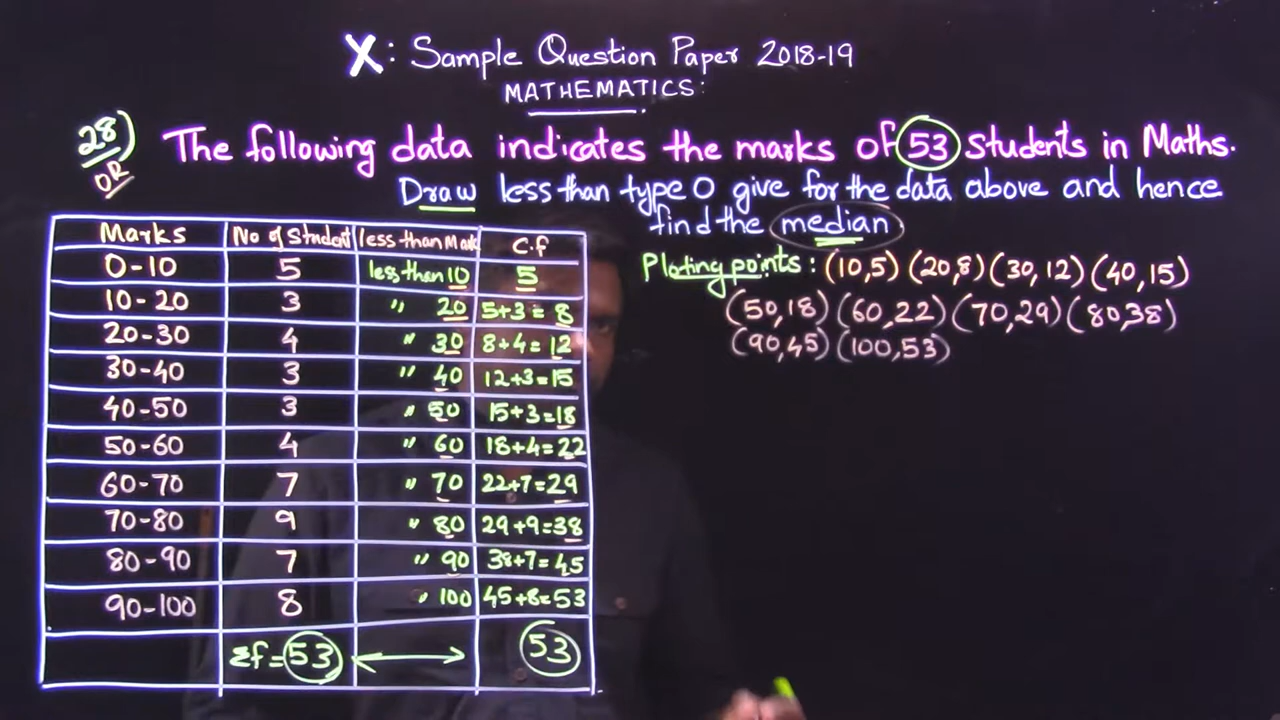 X: Sample Question Paper 2018-19
MATHEMATICS:
28) The following data indicates the marks of 53 students in Maths.
OR
Draw less than type O give for the data above and hence
find the median.
Marks No of Student less than Mark C.f
0-10 5 less than 10 5
10-20 3 〃 20 5+3=8
20-30 4 〃 30 8+4=12
30-40 3 〃 40 12+3=15
40-50 3 〃 50 15+3=18
50-60 4 〃 60 18+4=22
60-70 7 〃 70 22+7=29
70-80 9 〃 80 29+9=38
80-90 7 〃 90 38+7=45
90-100 8 〃 100 45+8=53
Σf=53 53
Ploting points: (10,5) (20,8) (30,12) (40,15)
(50,18) (60,22) (70,29) (80,38)
(90,45) (100,53)